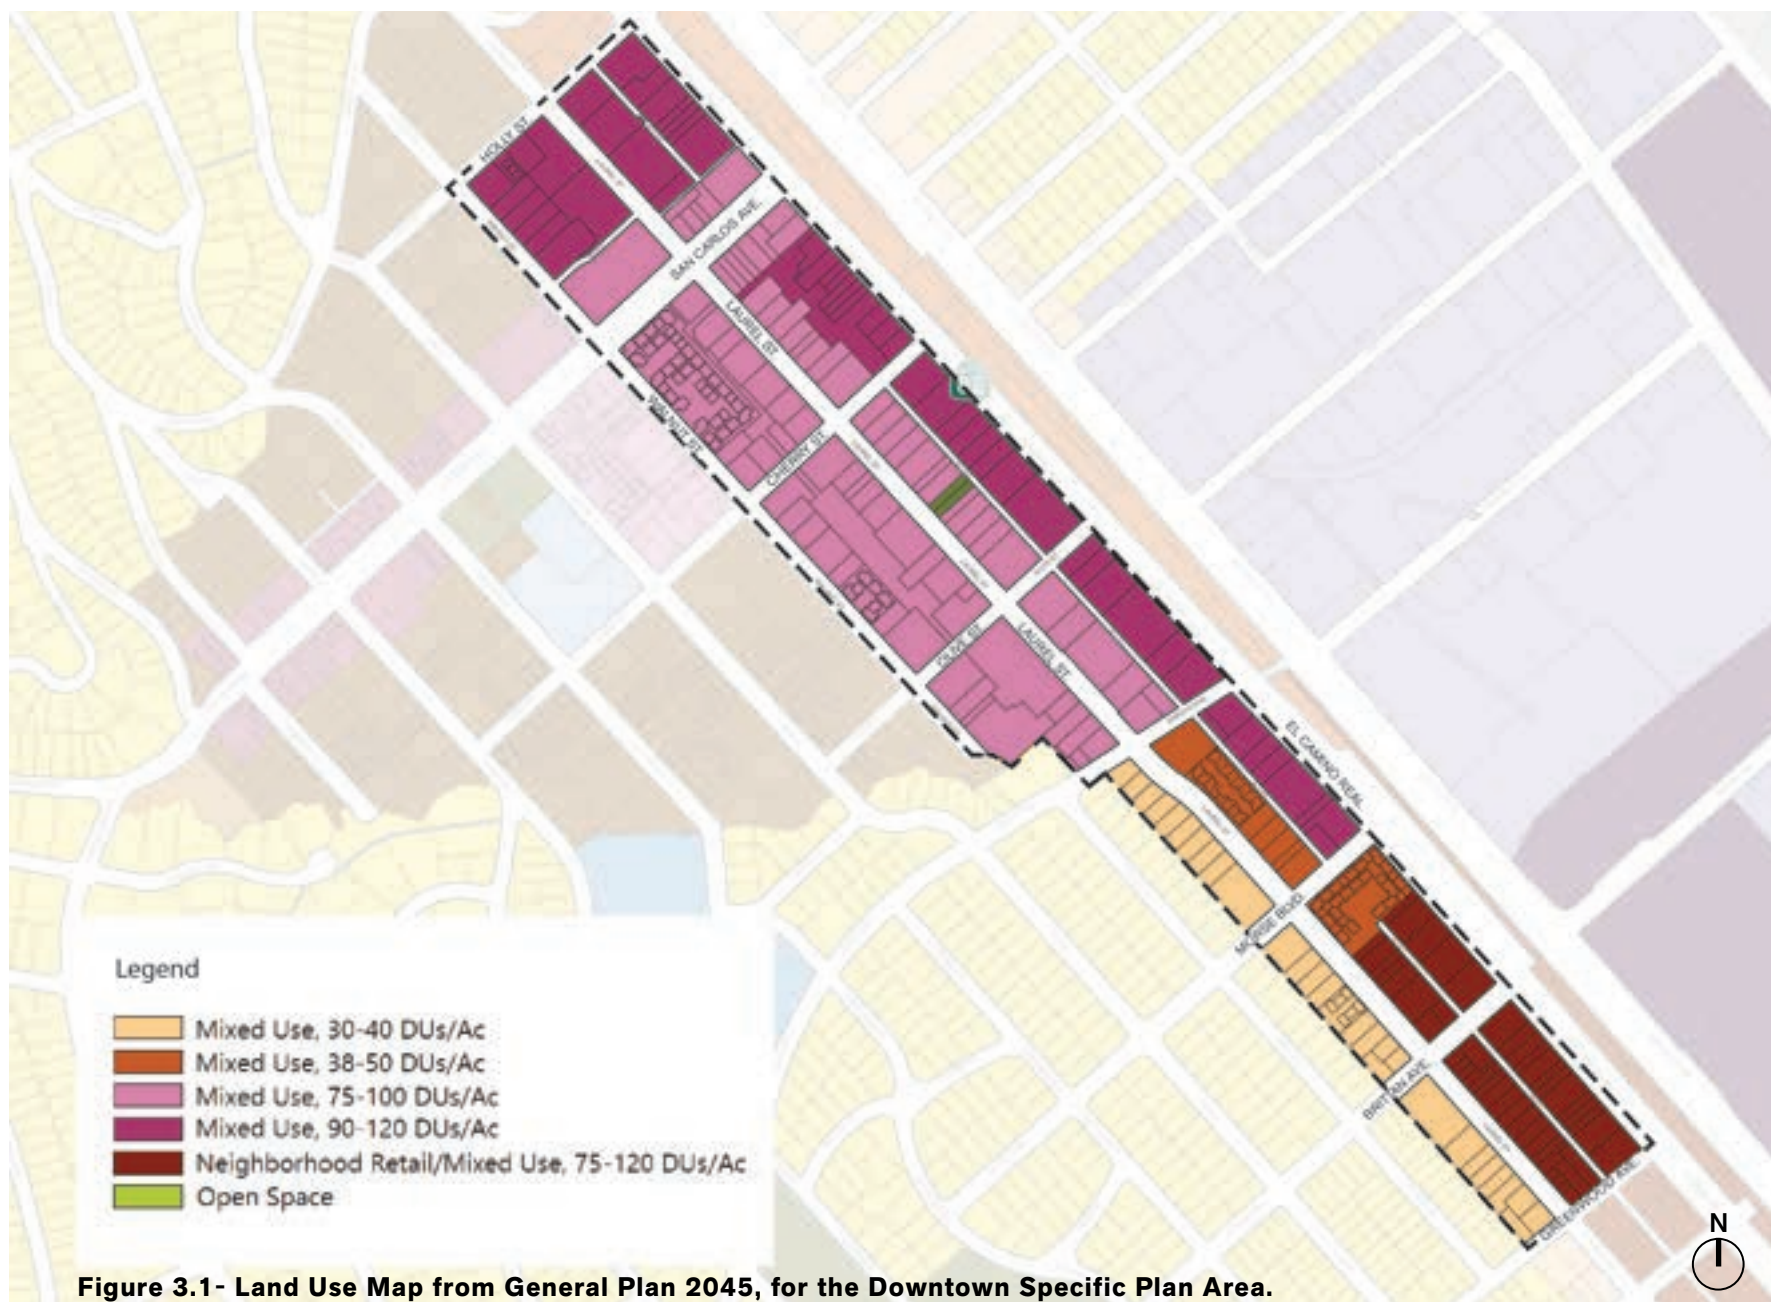 HOLLY ST.
SAN CARLOS AVE.
LAUREL ST.
WALNUT ST.
CHERRY ST.
OLIVE ST.
LAUREL ST.
EL CAMINO REAL
MORSE BLVD.
BRITTAN AVE.
GREENWOOD AVE.
Legend
Mixed Use, 30-40 DUs/Ac
Mixed Use, 38-50 DUs/Ac
Mixed Use, 75-100 DUs/Ac
Mixed Use, 90-120 DUs/Ac
Neighborhood Retail/Mixed Use, 75-120 DUs/Ac
Open Space
N
Figure 3.1- Land Use Map from General Plan 2045, for the Downtown Specific Plan Area.